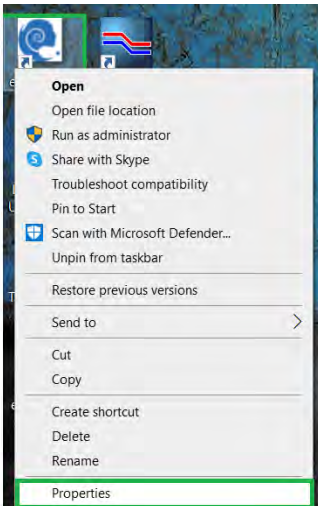 Open
Open file location
Run as administrator
Share with Skype
Troubleshoot compatibility
Pin to Start
Scan with Microsoft Defender...
Unpin from taskbar
Restore previous versions
Send to
Cut
Copy
Create shortcut
Delete
Rename
Properties